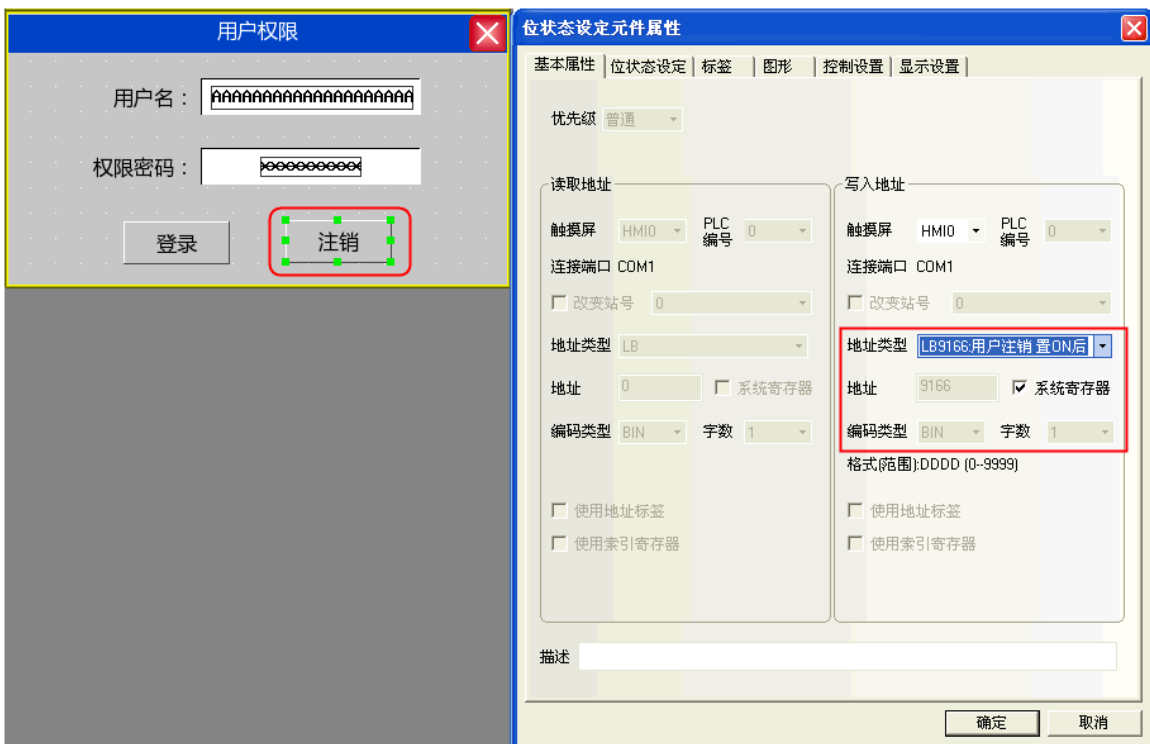 用户权限
用户名： AAAAAAAAAAAAAAAAAAAA
权限密码： ××××××××××
登录 注销
位状态设定元件属性
基本属性 位状态设定 标签 图形 控制设置 显示设置
优先级 普通
读取地址
触摸屏 HMI0 PLC编号 0
连接端口 COM1
改变站号 0
地址类型 LB
地址 0 系统寄存器
编码类型 BIN 字数 1
使用地址标签
使用索引寄存器
写入地址
触摸屏 HMI0 PLC编号 0
连接端口 COM1
改变站号 0
地址类型 LB9166:用户注销 置ON后
地址 9166 系统寄存器
编码类型 BIN 字数 1
格式(范围):DDDD (0--9999)
使用地址标签
使用索引寄存器
描述
确定 取消